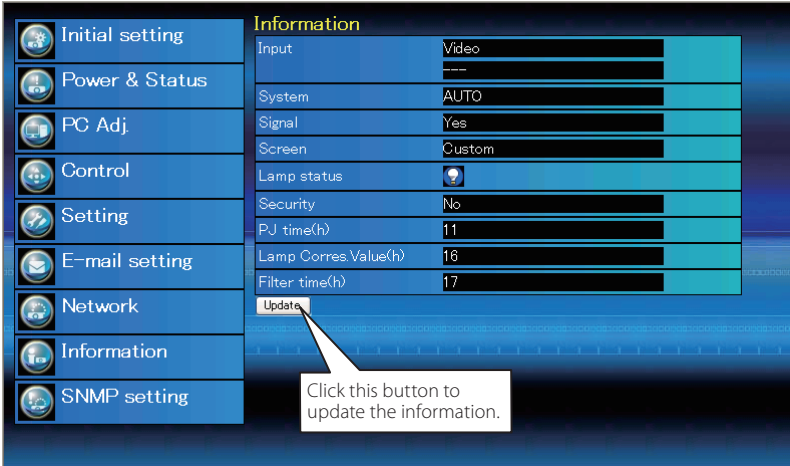 Initial setting
Power & Status
PC Adj.
Control
Setting
E-mail setting
Network
Information
SNMP setting
Information
Input Video
---
System AUTO
Signal Yes
Screen Custom
Lamp status
Security No
PJ time(h) 11
Lamp Corres.Value(h) 16
Filter time(h) 17
Update
Click this button to
update the information.